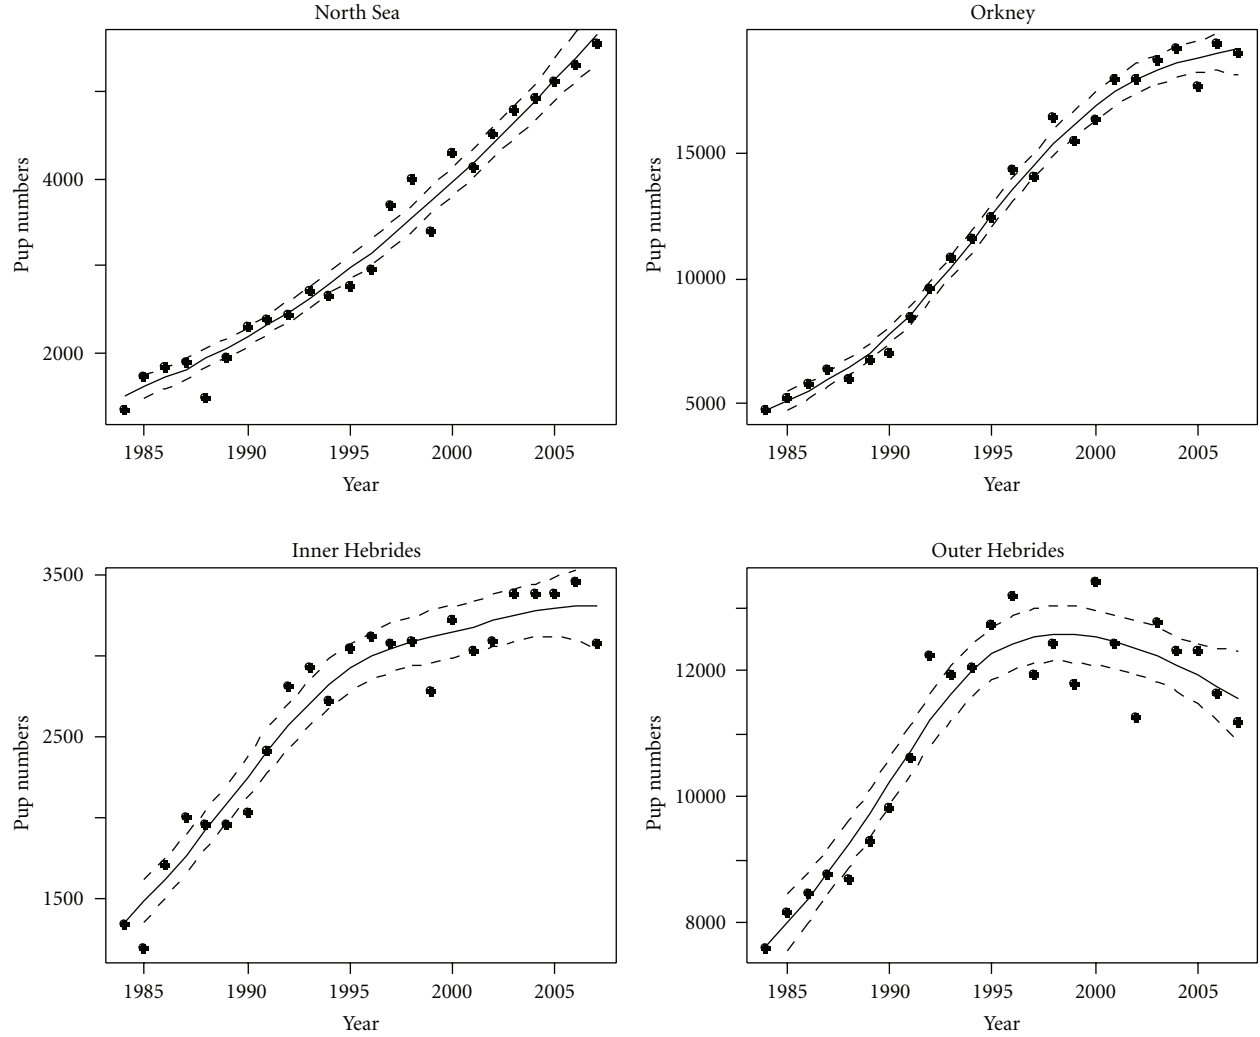 North Sea
Pup numbers
4000
2000
1985 1990 1995 2000 2005
Year
Orkney
Pup numbers
15000
10000
5000
1985 1990 1995 2000 2005
Year
Inner Hebrides
Pup numbers
3500
2500
1500
1985 1990 1995 2000 2005
Year
Outer Hebrides
Pup numbers
12000
10000
8000
1985 1990 1995 2000 2005
Year